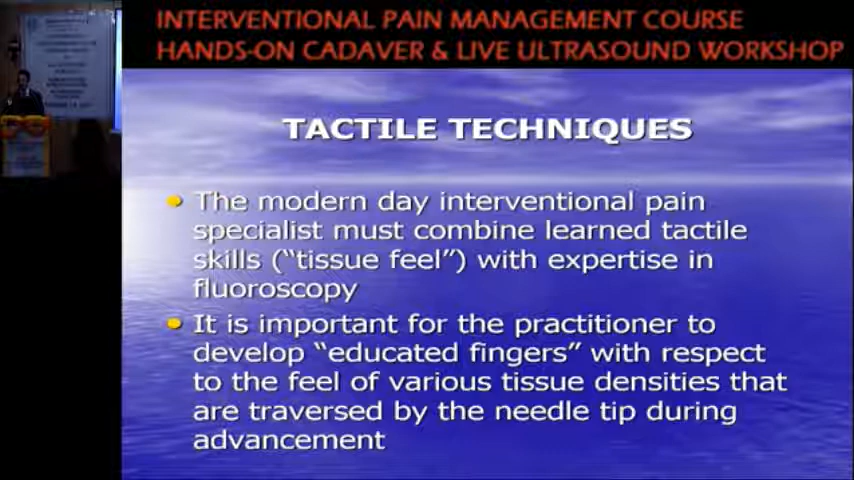 INTERVENTIONAL PAIN MANAGEMENT COURSE
HANDS-ON CADAVER & LIVE ULTRASOUND WORKSHOP
TACTILE TECHNIQUES
• The modern day interventional pain
specialist must combine learned tactile
skills (“tissue feel”) with expertise in
fluoroscopy
• It is important for the practitioner to
develop “educated fingers” with respect
to the feel of various tissue densities that
are traversed by the needle tip during
advancement